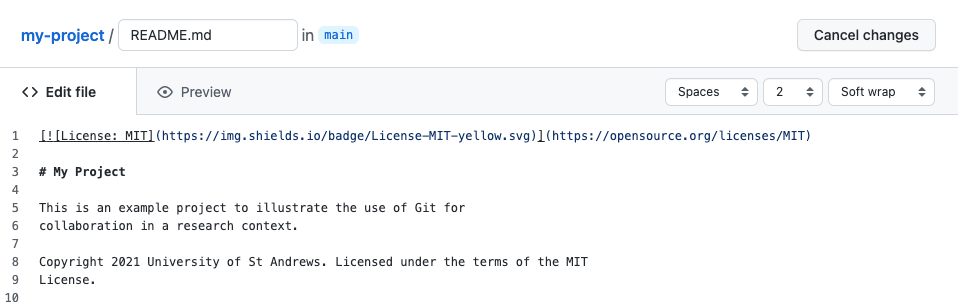 my-project / README.md in main Cancel changes
Edit file Preview Spaces 2 Soft wrap
1 [![License: MIT](https://img.shields.io/badge/License-MIT-yellow.svg)](https://opensource.org/licenses/MIT)
2
3 # My Project
4
5 This is an example project to illustrate the use of Git for
6 collaboration in a research context.
7
8 Copyright 2021 University of St Andrews. Licensed under the terms of the MIT
9 License.
10